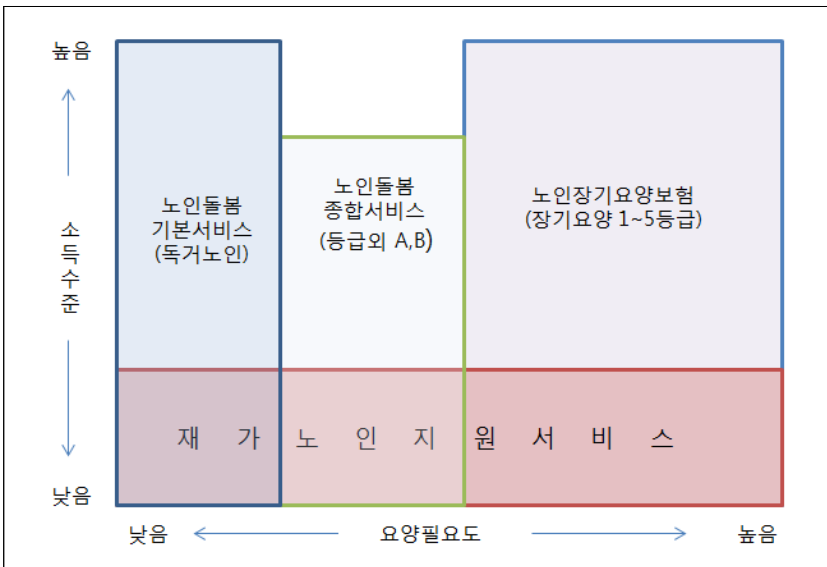 높음
노인돌봄
기본서비스
(독거노인)
노인돌봄
종합서비스
(등급외 A,B)
노인장기요양보험
(장기요양 1~5등급)
소
득
수
준
재 가 노 인 지 원 서 비 스
낮음
낮음
요양필요도
높음